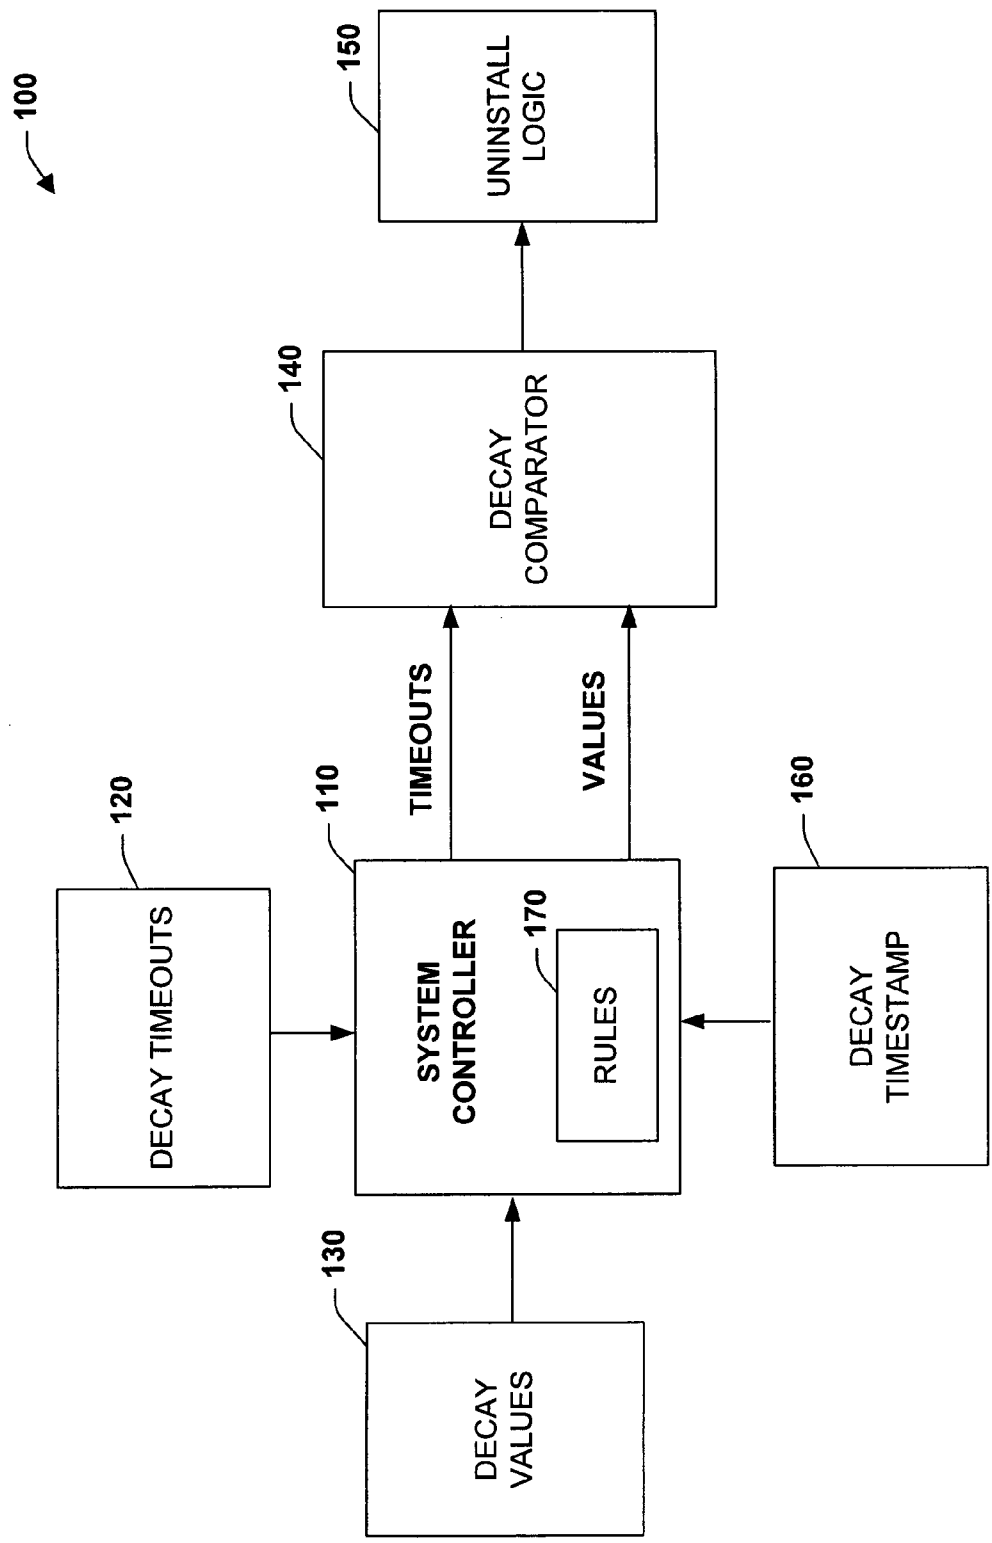 100
120
DECAY TIMEOUTS
130
DECAY
VALUES
110
SYSTEM
CONTROLLER
170
RULES
160
DECAY
TIMESTAMP
TIMEOUTS
VALUES
140
DECAY
COMPARATOR
150
UNINSTALL
LOGIC